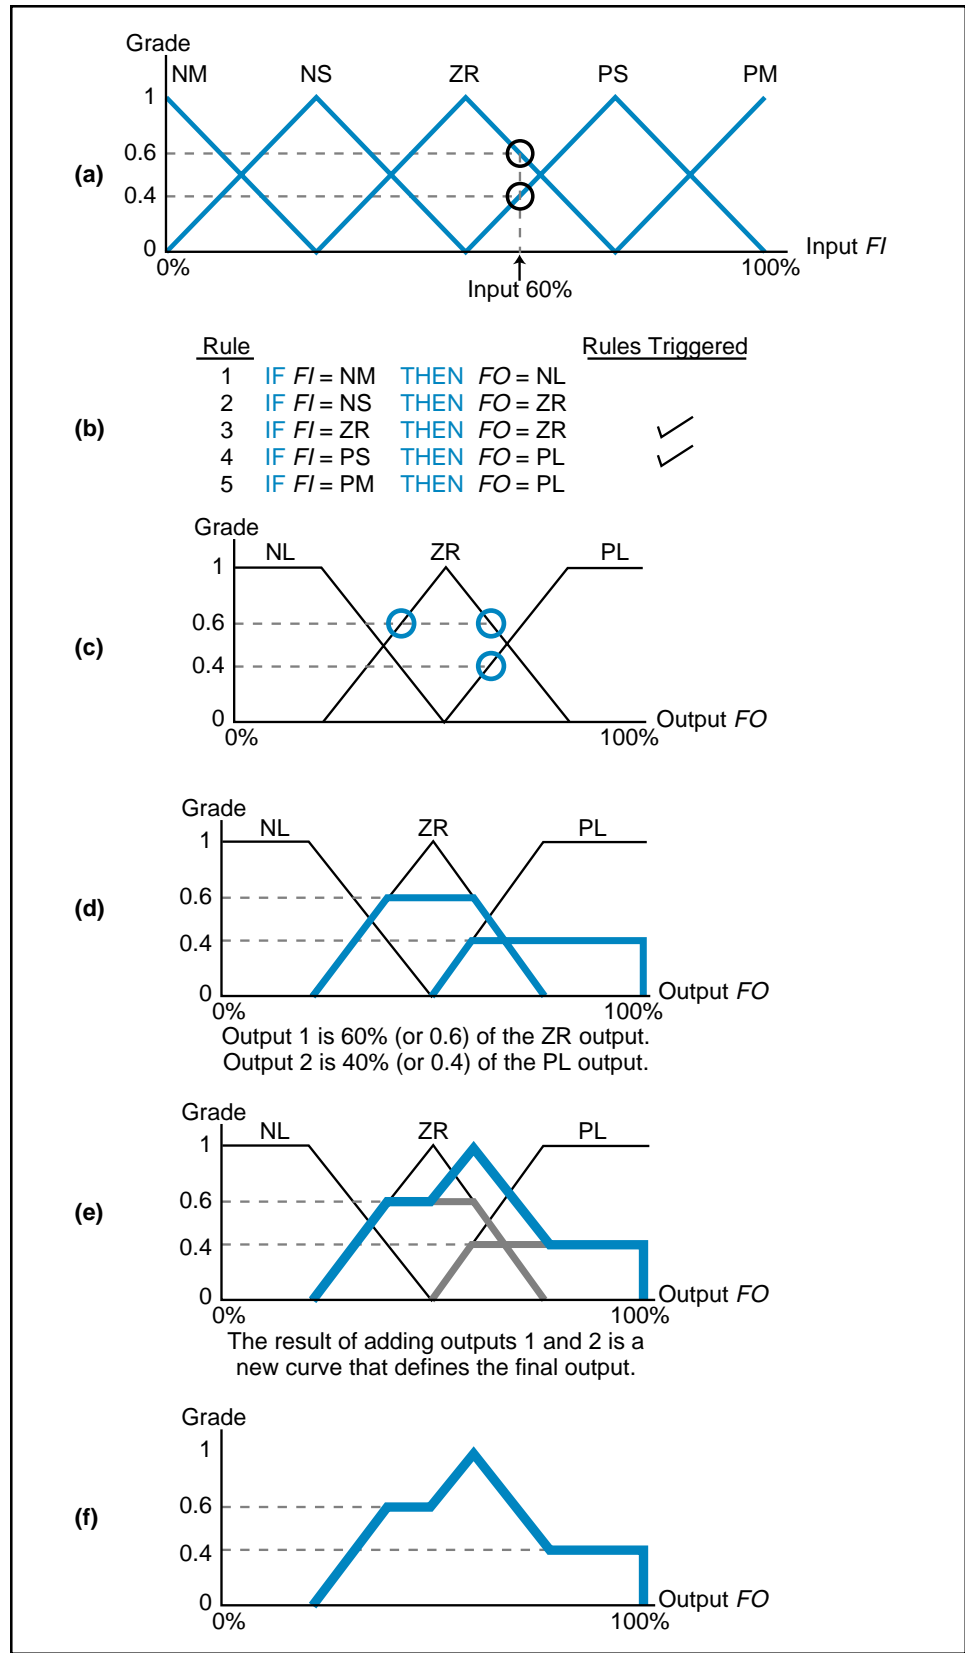 Grade
NM NS ZR PS PM
1
0.6
(a)
0.4
0
Input FI
0% 100%
Input 60%
Rule Rules Triggered
1 IF FI = NM THEN FO = NL
2 IF FI = NS THEN FO = ZR
(b)
3 IF FI = ZR THEN FO = ZR
4 IF FI = PS THEN FO = PL
5 IF FI = PM THEN FO = PL
Grade
NL ZR PL
1
0.6
(c)
0.4
0
Output FO
0% 100%
Grade
NL ZR PL
1
0.6
(d)
0.4
0
Output FO
0% 100%
Output 1 is 60% (or 0.6) of the ZR output.
Output 2 is 40% (or 0.4) of the PL output.
Grade
NL ZR PL
1
0.6
(e)
0.4
0
Output FO
0% 100%
The result of adding outputs 1 and 2 is a
new curve that defines the final output.
Grade
1
0.6
(f)
0.4
0
Output FO
0% 100%